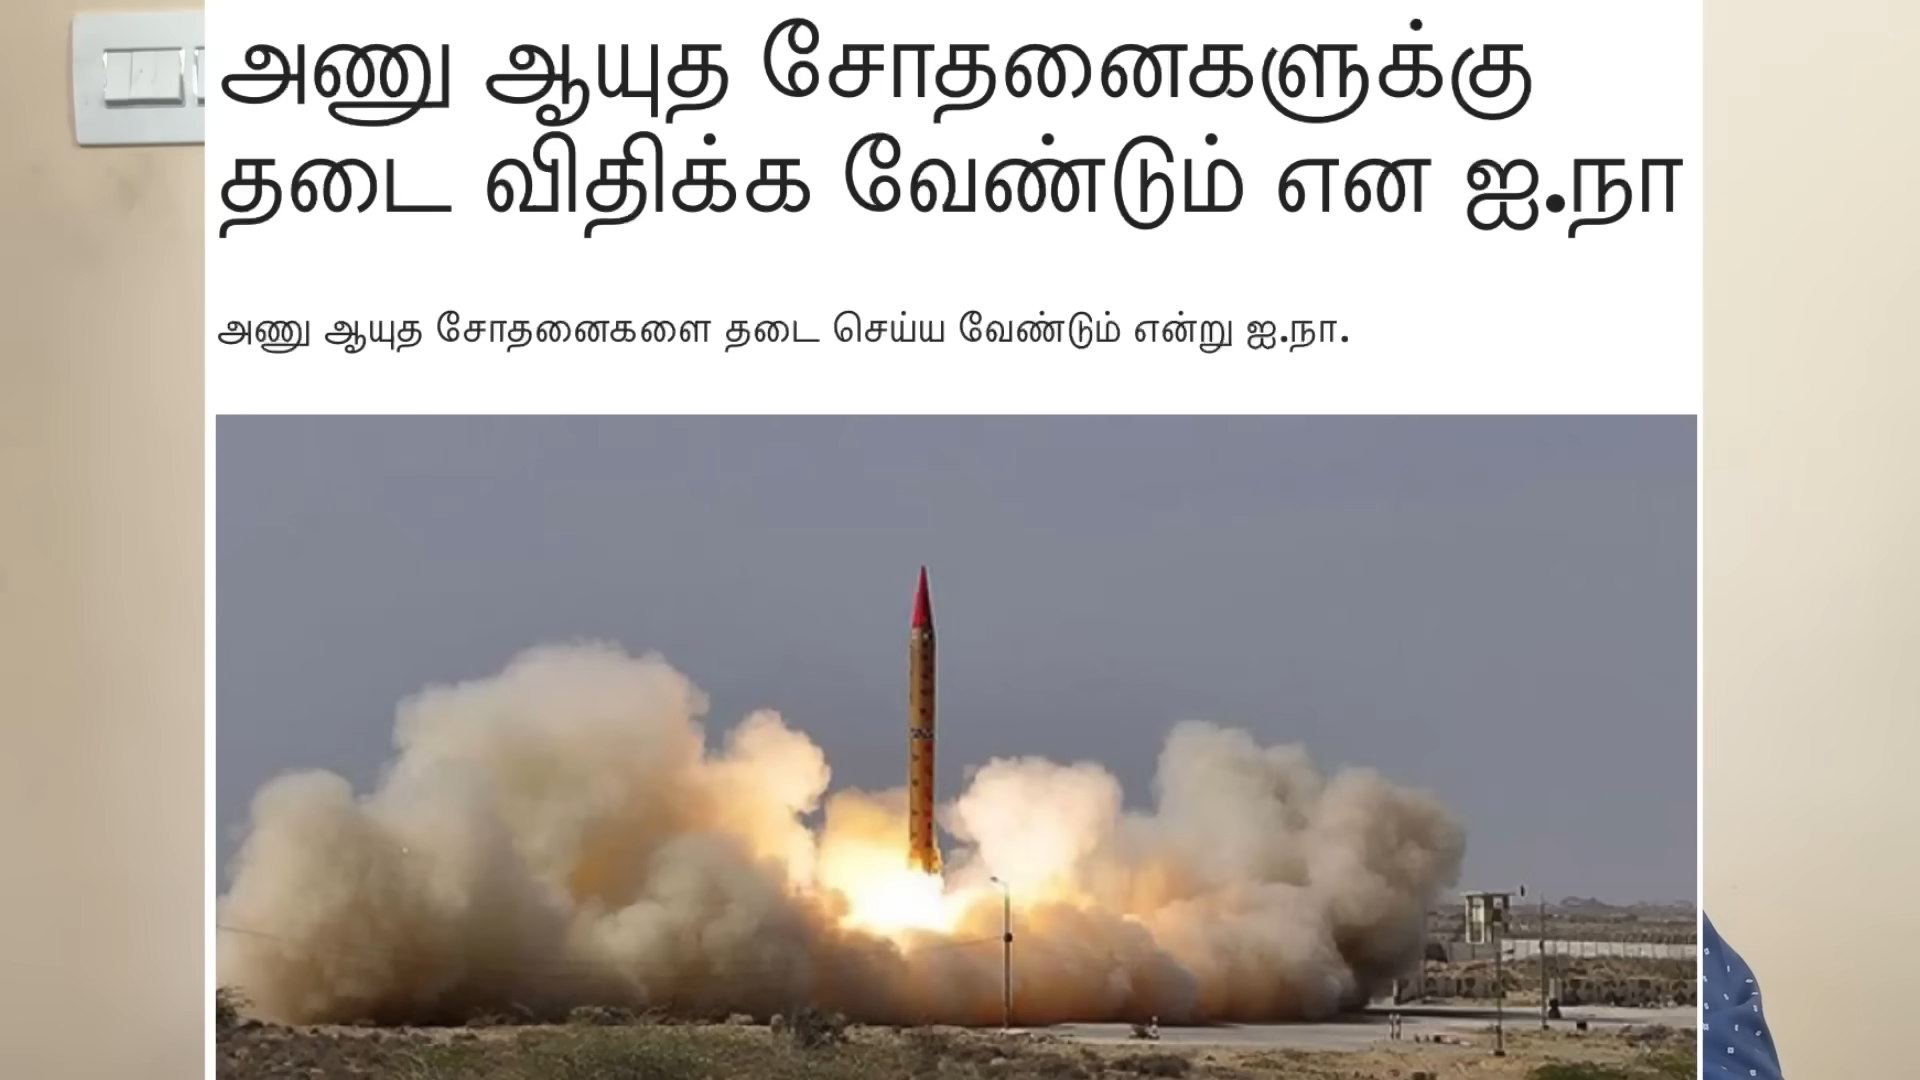 அணு ஆயுத சோதனைகளுக்கு
தடை விதிக்க வேண்டும் என ஐ.நா
அணு ஆயுத சோதனைகளை தடை செய்ய வேண்டும் என்று ஐ.நா.